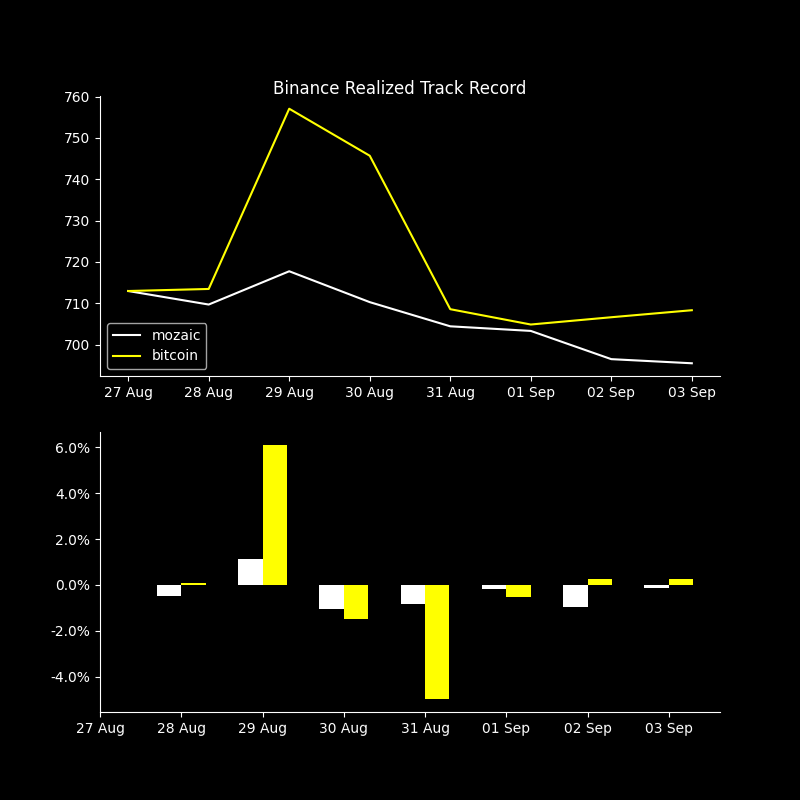 Binance Realized Track Record
760
750
740
730
720
710
700
mozaic
bitcoin
27 Aug 28 Aug 29 Aug 30 Aug 31 Aug 01 Sep 02 Sep 03 Sep
6.0%
4.0%
2.0%
0.0%
-2.0%
-4.0%
27 Aug 28 Aug 29 Aug 30 Aug 31 Aug 01 Sep 02 Sep 03 Sep